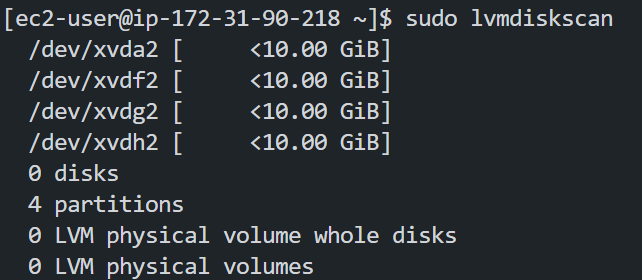 [ec2-user@ip-172-31-90-218 ~]$ sudo lvmdiskscan
/dev/xvda2 [      <10.00 GiB]
/dev/xvdf2 [      <10.00 GiB]
/dev/xvdg2 [      <10.00 GiB]
/dev/xvdh2 [      <10.00 GiB]
0 disks
4 partitions
0 LVM physical volume whole disks
0 LVM physical volumes